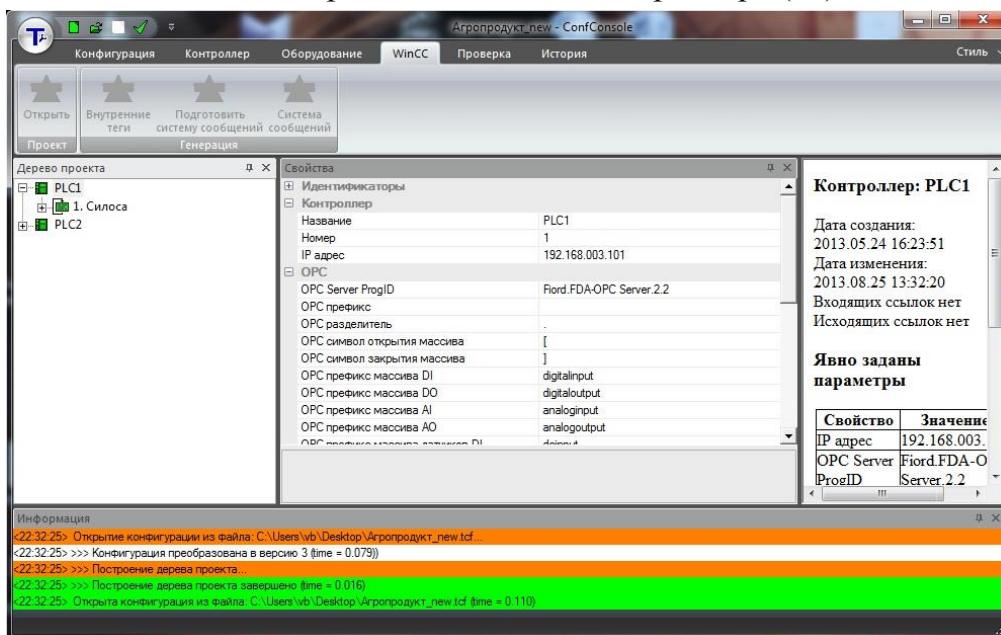 Агропродукт_new - ConfConsole
Конфигурация Контроллер Оборудование WinCC Проверка История Стиль
Открыть
Внутренние теги
Подготовить систему сообщений
Система сообщений
Проект
Генерация
Дерево проекта
PLC1
1. Силоса
PLC2
Свойства
Идентификаторы
Контроллер
Название PLC1
Номер 1
IP адрес 192.168.003.101
OPC
OPC Server ProgID Fiord.FDA-OPC Server.2.2
OPC префикс
OPC разделитель .
OPC символ открытия массива [
OPC символ закрытия массива ]
OPC префикс массива DI digitalinput
OPC префикс массива DO digitaloutput
OPC префикс массива AI analoginput
OPC префикс массива AO analogoutput
Контроллер: PLC1
Дата создания:
2013.05.24 16:23:51
Дата изменения:
2013.08.25 13:32:20
Входящих ссылок нет
Исходящих ссылок нет
Явно заданы
параметры
Свойство Значение
IP адрес 192.168.003.
OPC Server Fiord.FDA-O
ProgID Server.2.2
Информация
<22:32:25> Открытие конфигурации из файла: C:\Users\vb\Desktop\Агропродукт_new.tcf...
<22:32:25> >>> Конфигурация преобразована в версию 3 (time = 0.079))
<22:32:25> >>> Построение дерева проекта...
<22:32:25> >>> Построение дерева проекта завершено (time = 0.016)
<22:32:25> Открыта конфигурация из файла: C:\Users\vb\Desktop\Агропродукт_new.tcf (time = 0.110)